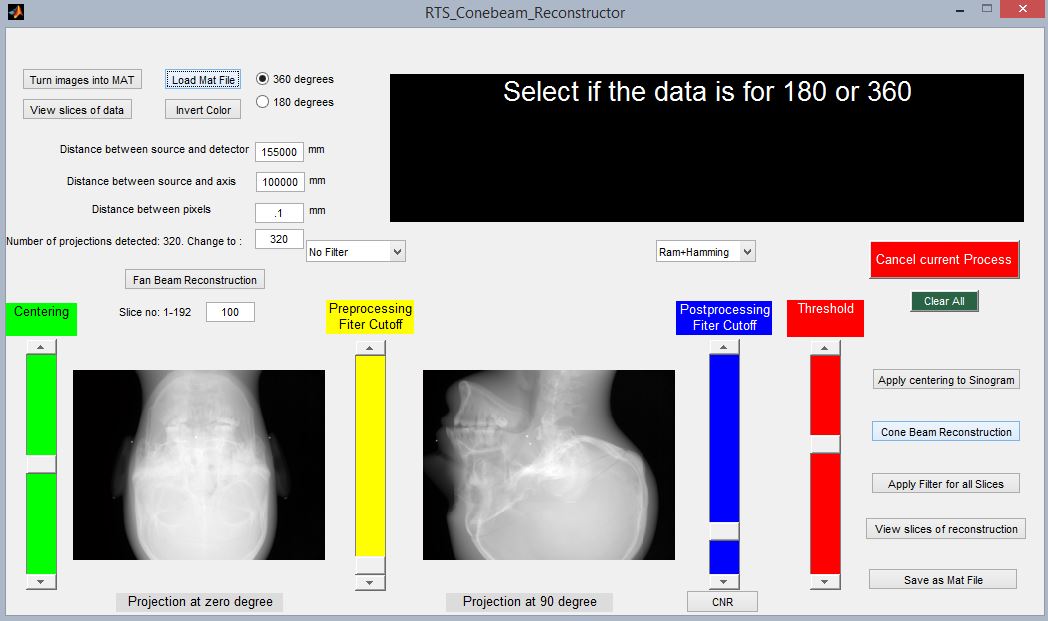 RTS_Conebeam_Reconstructor
Turn images into MAT
Load Mat File
360 degrees
View slices of data
Invert Color
180 degrees
Select if the data is for 180 or 360
Distance between source and detector
155000
mm
Distance between source and axis
100000
mm
Distance between pixels
.1
mm
Number of projections detected: 320. Change to :
320
No Filter
Ram+Hamming
Cancel current Process
Fan Beam Reconstruction
Clear All
Centering
Slice no: 1-192
100
Preprocessing
Fiter Cutoff
Postprocessing
Fiter Cutoff
Threshold
Apply centering to Sinogram
Cone Beam Reconstruction
Apply Filter for all Slices
View slices of reconstruction
Save as Mat File
Projection at zero degree
Projection at 90 degree
CNR